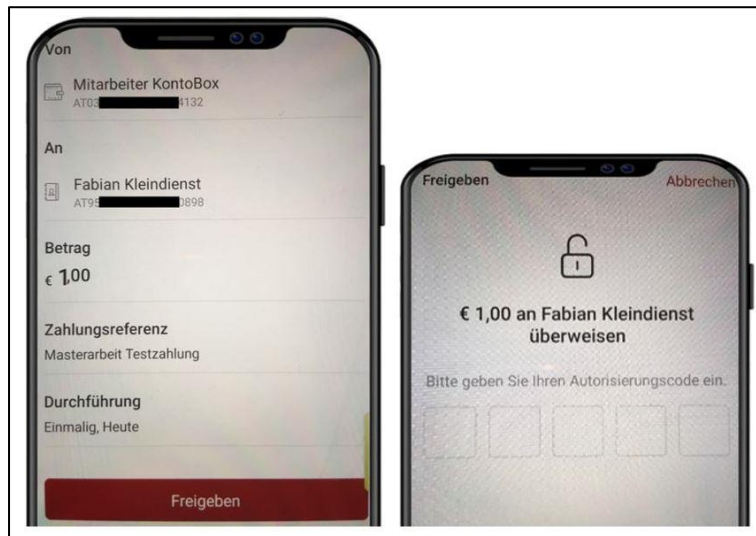 Von
Mitarbeiter KontoBox
AT03 4132
An
Fabian Kleindienst
AT95 0898
Betrag
€ 1,00
Zahlungsreferenz
Masterarbeit Testzahlung
Durchführung
Einmalig, Heute
Freigeben
Freigeben Abbrechen
€ 1,00 an Fabian Kleindienst
überweisen
Bitte geben Sie Ihren Autorisierungscode ein.